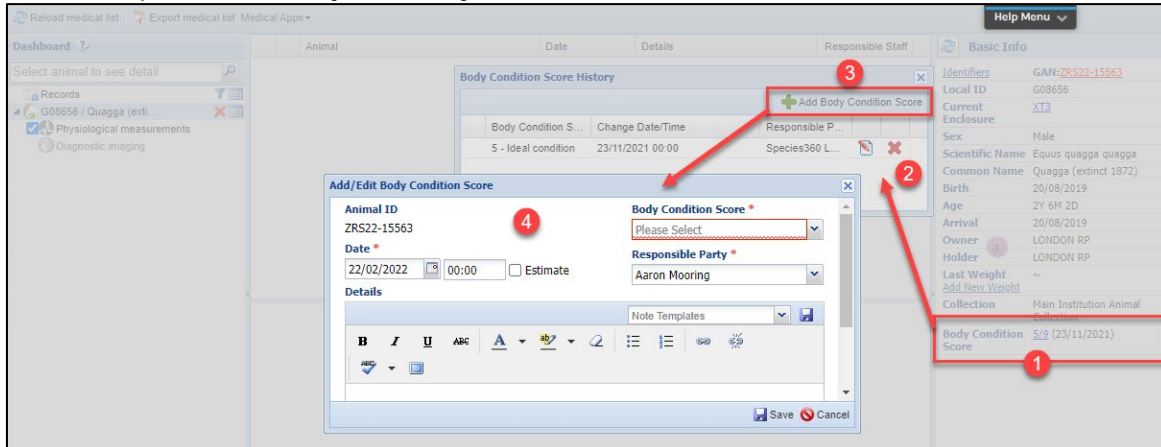 Reload medical list Export medical list Medical Apps
Help Menu
Dashboard
Animal Date Details Responsible Staff
Basic Info
Select animal to see detail
Records
G08656 / Quagga (exti...
Physiological measurements
Diagnostic imaging
Body Condition Score History
3
Add Body Condition Score
Body Condition S... Change Date/Time Responsible P...
5 - Ideal condition 23/11/2021 00:00 Species360 L...
2
Add/Edit Body Condition Score
Animal ID
ZRS22-15563
4
Body Condition Score *
Please Select
Date *
22/02/2022 00:00 Estimate
Responsible Party *
Aaron Mooring
Details
Note Templates
B I U ABC A ab
ABC
Save Cancel
Identifiers GAN:ZRS22-15563
Local ID G08656
Current Enclosure XT3
Sex Male
Scientific Name Equus quagga quagga
Common Name Quagga (extinct 1872)
Birth 20/08/2019
Age 2Y 6M 2D
Arrival 20/08/2019
Owner LONDON RP
Holder LONDON RP
Last Weight ~
Add New Weight
Collection Main Institution Animal
Collection
Body Condition 5/9 (23/11/2021)
Score
1